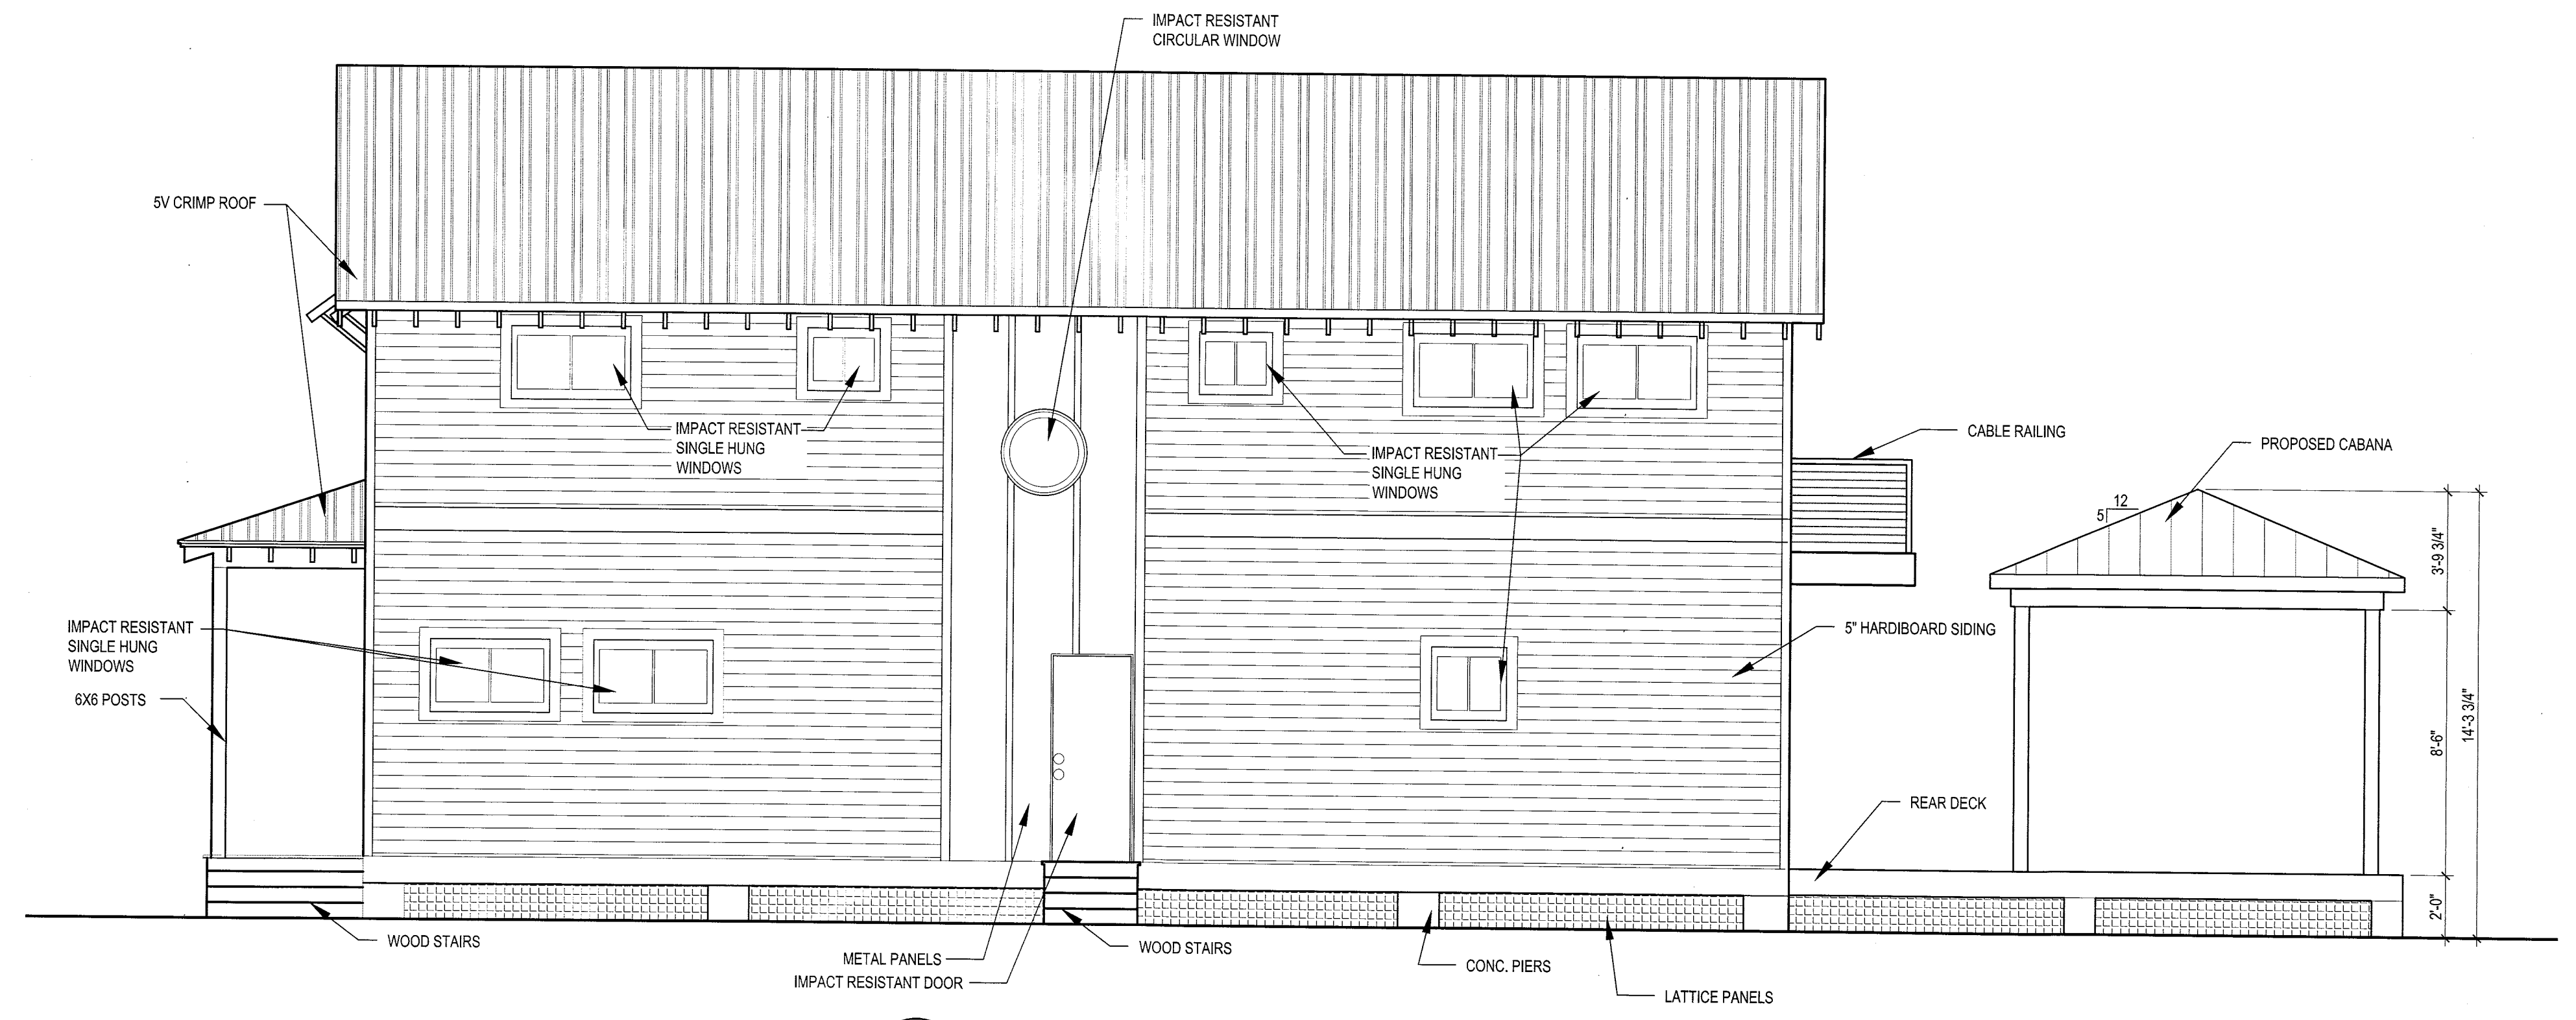 IMPACT RESISTANT
CIRCULAR WINDOW
5V CRIMP ROOF
IMPACT RESISTANT
SINGLE HUNG
WINDOWS
IMPACT RESISTANT
SINGLE HUNG
WINDOWS
CABLE RAILING
PROPOSED CABANA
12
5
3'-9 3/4"
IMPACT RESISTANT
SINGLE HUNG
WINDOWS
5" HARDIBOARD SIDING
6X6 POSTS
8'-6"
14'-3 3/4"
REAR DECK
2'-0"
WOOD STAIRS
METAL PANELS
WOOD STAIRS
IMPACT RESISTANT DOOR
CONC. PIERS
LATTICE PANELS